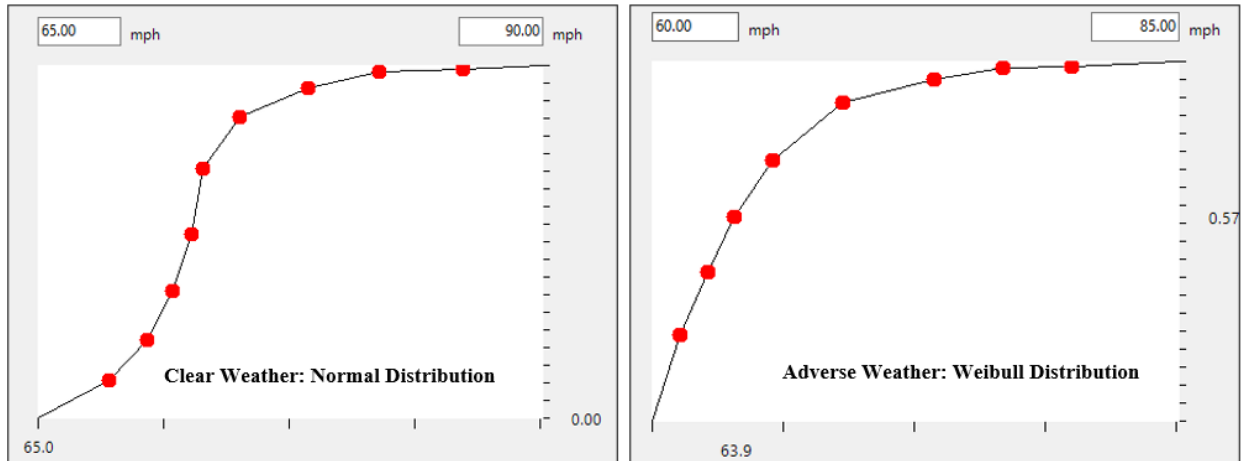 65.00 mph 90.00 mph
Clear Weather: Normal Distribution
0.00
65.0
60.00 mph 85.00 mph
0.57
Adverse Weather: Weibull Distribution
63.9